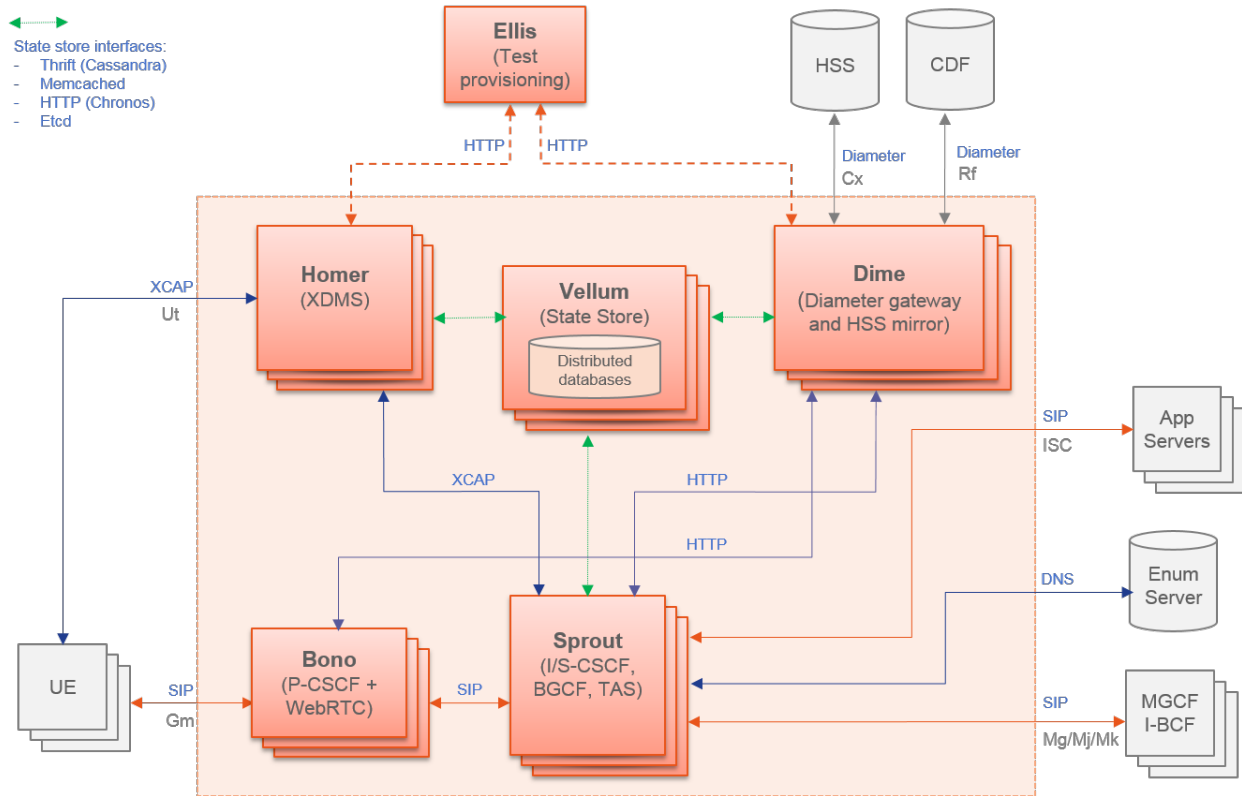 State store interfaces:
- Thrift (Cassandra)
- Memcached
- HTTP (Chronos)
- Etcd
Ellis
(Test
provisioning)
HSS
CDF
HTTP
HTTP
Diameter
Cx
Diameter
Rf
Homer
(XDMS)
Vellum
(State Store)
Distributed
databases
Dime
(Diameter gateway
and HSS mirror)
XCAP
Ut
SIP
ISC
App
Servers
XCAP
HTTP
HTTP
DNS
Enum
Server
UE
SIP
Gm
Bono
(P-CSCF +
WebRTC)
SIP
Sprout
(I/S-CSCF,
BGCF, TAS)
SIP
Mg/Mj/Mk
MGCF
I-BCF